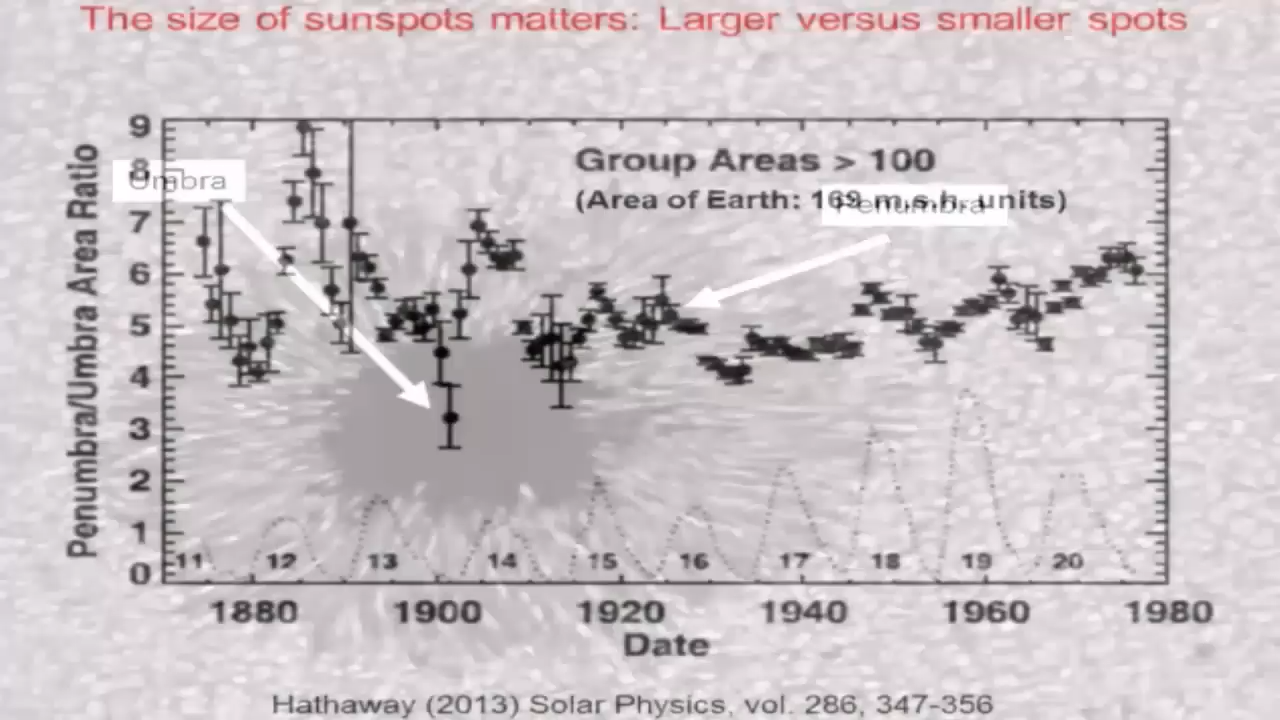 The size of sunspots matters: Larger versus smaller spots
Group Areas > 100
(Area of Earth: 169 m.s.h. units)
Umbra
Penumbra
Penumbra/Umbra Area Ratio
9
8
7
6
5
4
3
2
1
0
11 12 13 14 15 16 17 18 19 20
1880 1900 1920 1940 1960 1980
Date
Hathaway (2013) Solar Physics, vol. 286, 347-356